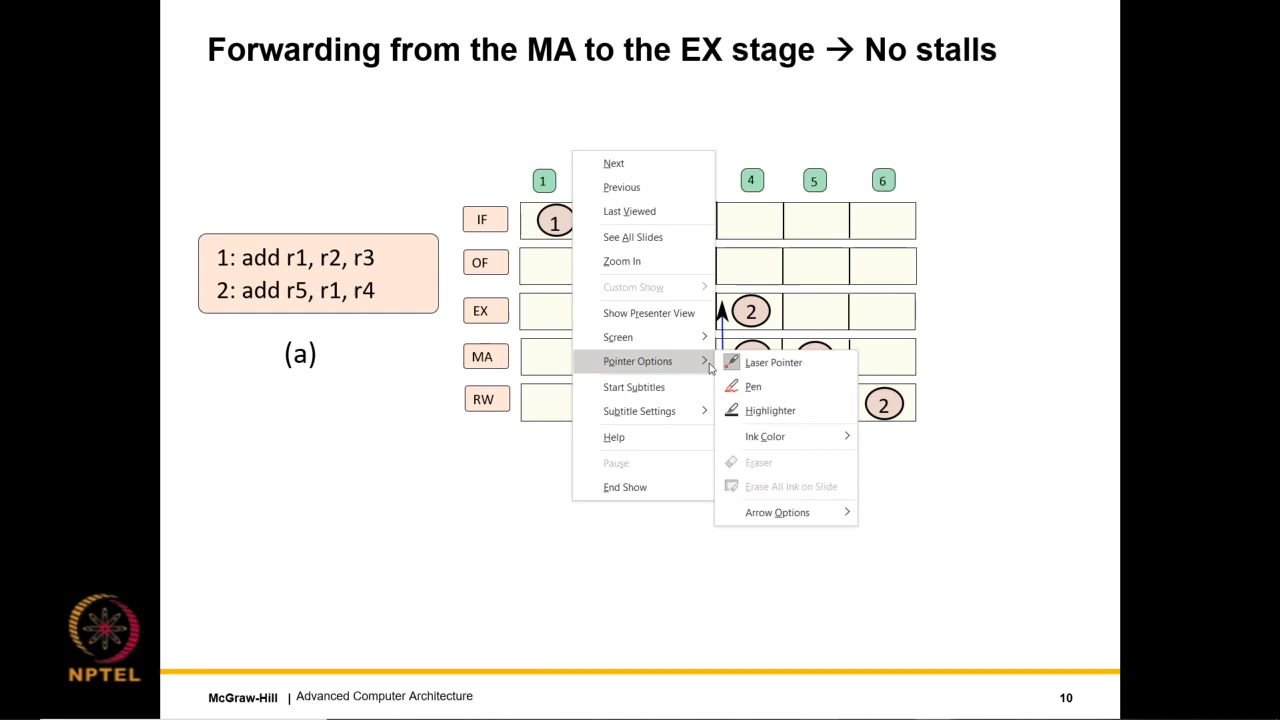 Forwarding from the MA to the EX stage → No stalls
1 4 5 6
IF 1
OF
EX 2
MA
RW 2
1: add r1, r2, r3
2: add r5, r1, r4
(a)
Next
Previous
Last Viewed
See All Slides
Zoom In
Custom Show
Show Presenter View
Screen
Pointer Options
Start Subtitles
Subtitle Settings
Help
Pause
End Show
Laser Pointer
Pen
Highlighter
Ink Color
Eraser
Erase All Ink on Slide
Arrow Options
NPTEL
McGraw-Hill | Advanced Computer Architecture
10